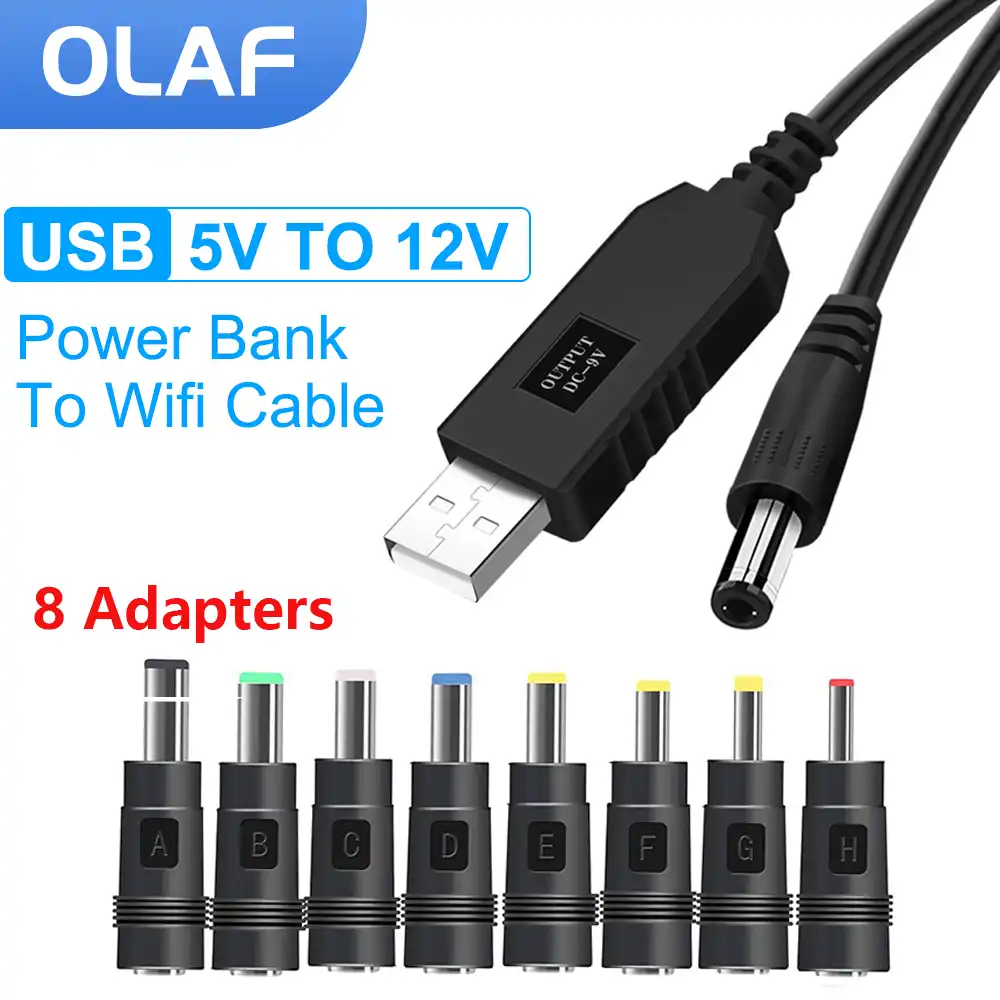 OLAF
USB 5V TO 12V
Power Bank
To Wifi Cable
OUTPUT
DC-9V
8 Adapters
A B C D E F G H